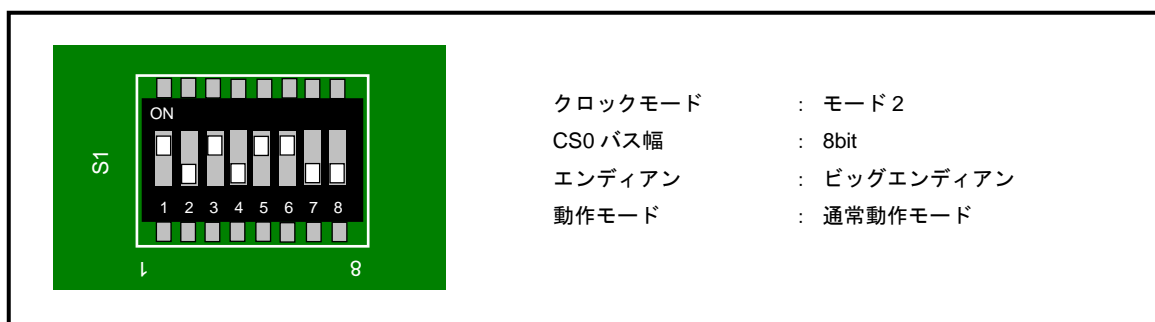 ON
S1
1 2 3 4 5 6 7 8
1 8
クロックモード : モード 2
CS0 バス幅 : 8bit
エンディアン : ビッグエンディアン
動作モード : 通常動作モード